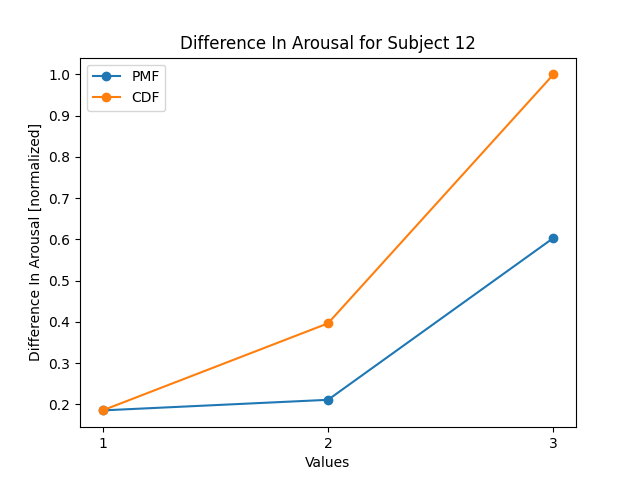 Difference In Arousal for Subject 12
PMF
CDF
Difference In Arousal [normalized]
1.0
0.9
0.8
0.7
0.6
0.5
0.4
0.3
0.2
1 2 3
Values